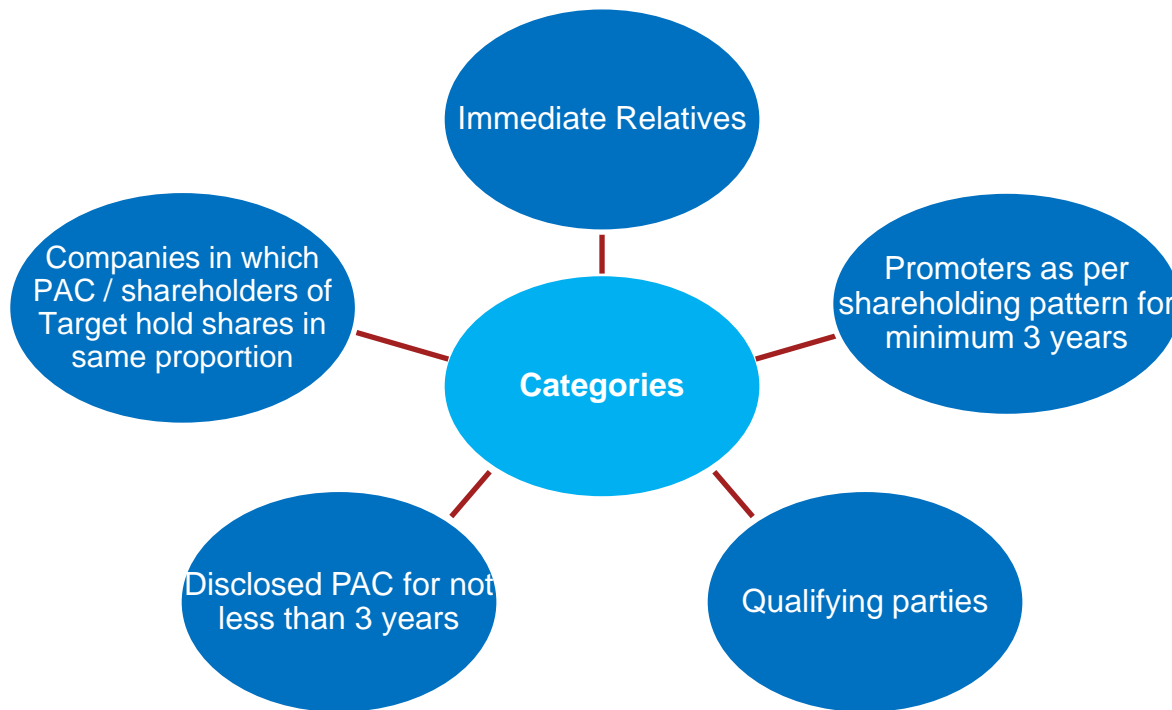 Immediate Relatives
Companies in which
PAC / shareholders of
Target hold shares in
same proportion
Promoters as per
shareholding pattern for
minimum 3 years
Categories
Disclosed PAC for not
less than 3 years
Qualifying parties